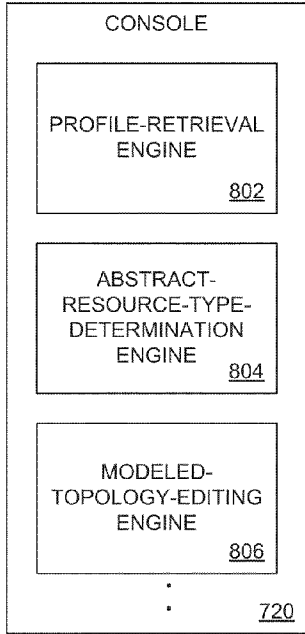 CONSOLE
PROFILE-RETRIEVAL
ENGINE
802
ABSTRACT-
RESOURCE-TYPE-
DETERMINATION
ENGINE
804
MODELED-
TOPOLOGY-EDITING
ENGINE
806
720